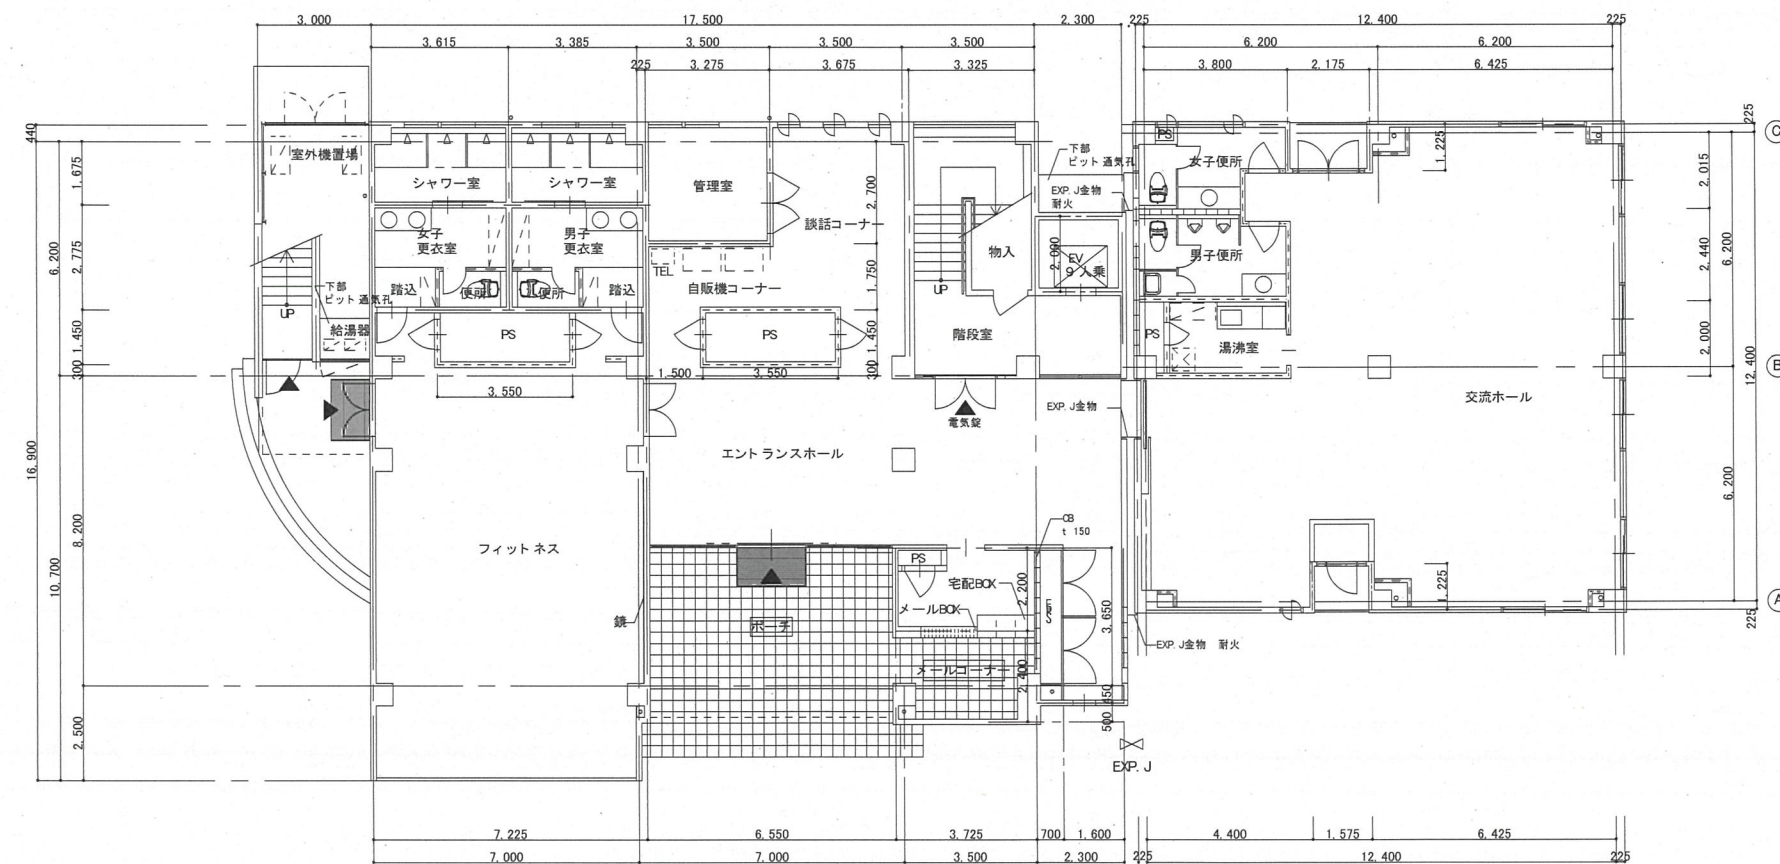 3,000
17,500
2,300
225
12,400
225
3,615
3,385
3,500
3,500
3,500
6,200
6,200
225
3,275
3,675
3,325
3,800
2,175
6,425
440
225
C
室外機置場
PS
1,225
下部
ピット通気孔
女子便所
1,675
2,015
シャワー室
シャワー室
管理室
2,700
EXP.J金物
耐火
談話コーナー
女子
更衣室
男子
更衣室
物入
2,000
EV
9人乗
男子便所
6,200
2,775
2,440
6,200
TEL
自販機コーナー
1,750
踏込
便所
便所
踏込
UP
下部
ピット通気孔
UP
給湯器
PS
PS
階段室
PS
湯沸室
1,450
1,450
2,000
300
1,500
3,550
300
12,400
B
3,550
交流ホール
EXP.J金物
電気錠
エントランスホール
16,900
6,200
CB
t 150
8,200
フィットネス
10,700
PS
宅配BOX
2,200
1,225
メールBOX
EPS
3,650
A
225
鏡
ポーチ
EXP.J金物 耐火
メールコーナー
2,400
450
500
2,500
EXP.J
7,225
6,550
3,725
700
1,600
4,400
1,575
6,425
7,000
7,000
3,500
2,300
225
12,400
225